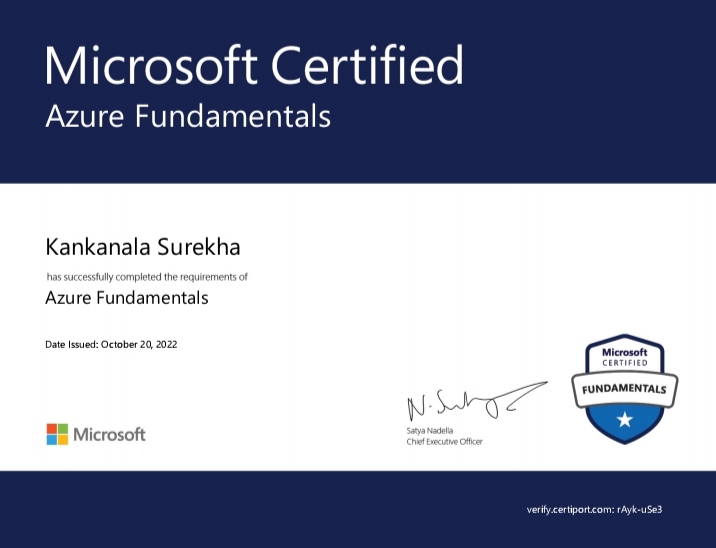 Microsoft Certified
Azure Fundamentals
Kankanala Surekha
has successfully completed the requirements of
Azure Fundamentals
Date Issued: October 20, 2022
Microsoft
CERTIFIED
FUNDAMENTALS
Satya Nadella
Chief Executive Officer
Microsoft
verify.certiport.com: rAyk-uSe3